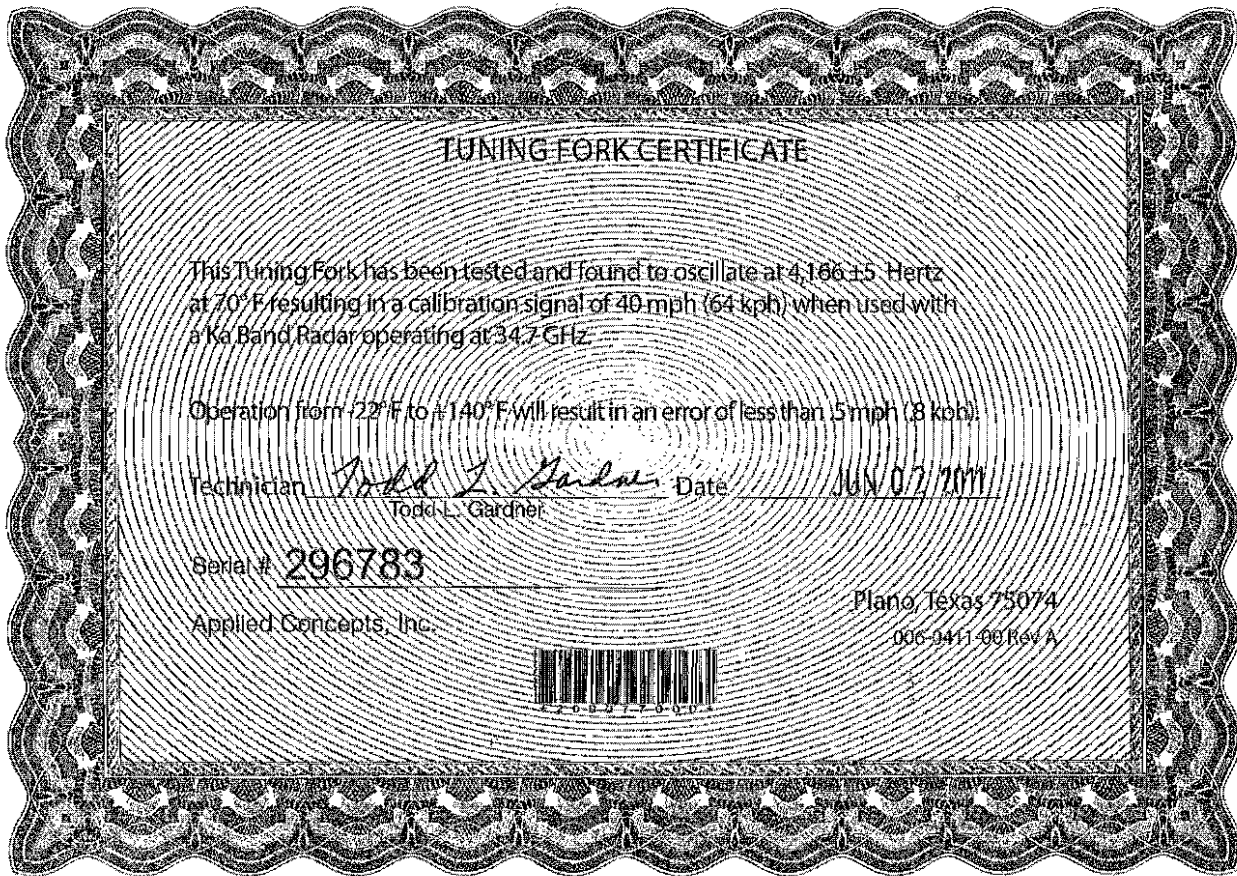 TUNING FORK CERTIFICATE
This Tuning Fork has been tested and found to oscillate at 4,166 ±5 Hertz
at 70° F resulting in a calibration signal of 40 mph (64 kph) when used with
a Ka Band Radar operating at 34.7 GHz.
Operation from -22°F to +140°F will result in an error of less than .5 mph (.8 kph).
Technician Todd L. Gardner Date JUN 02 2011
Todd L. Gardner
Serial # 296783
Plano, Texas 75074
Applied Concepts, Inc.
006-0411-00 Rev A